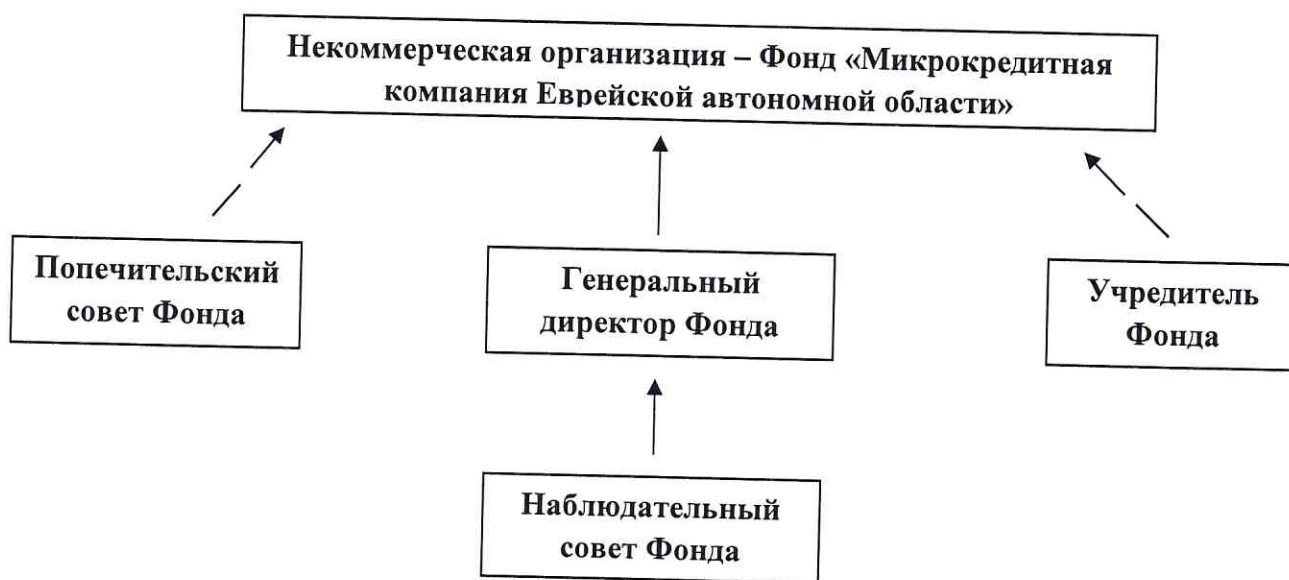 Некоммерческая организация – Фонд «Микрокредитная
компания Еврейской автономной области»
Попечительский
совет Фонда
Генеральный
директор Фонда
Учредитель
Фонда
Наблюдательный
совет Фонда